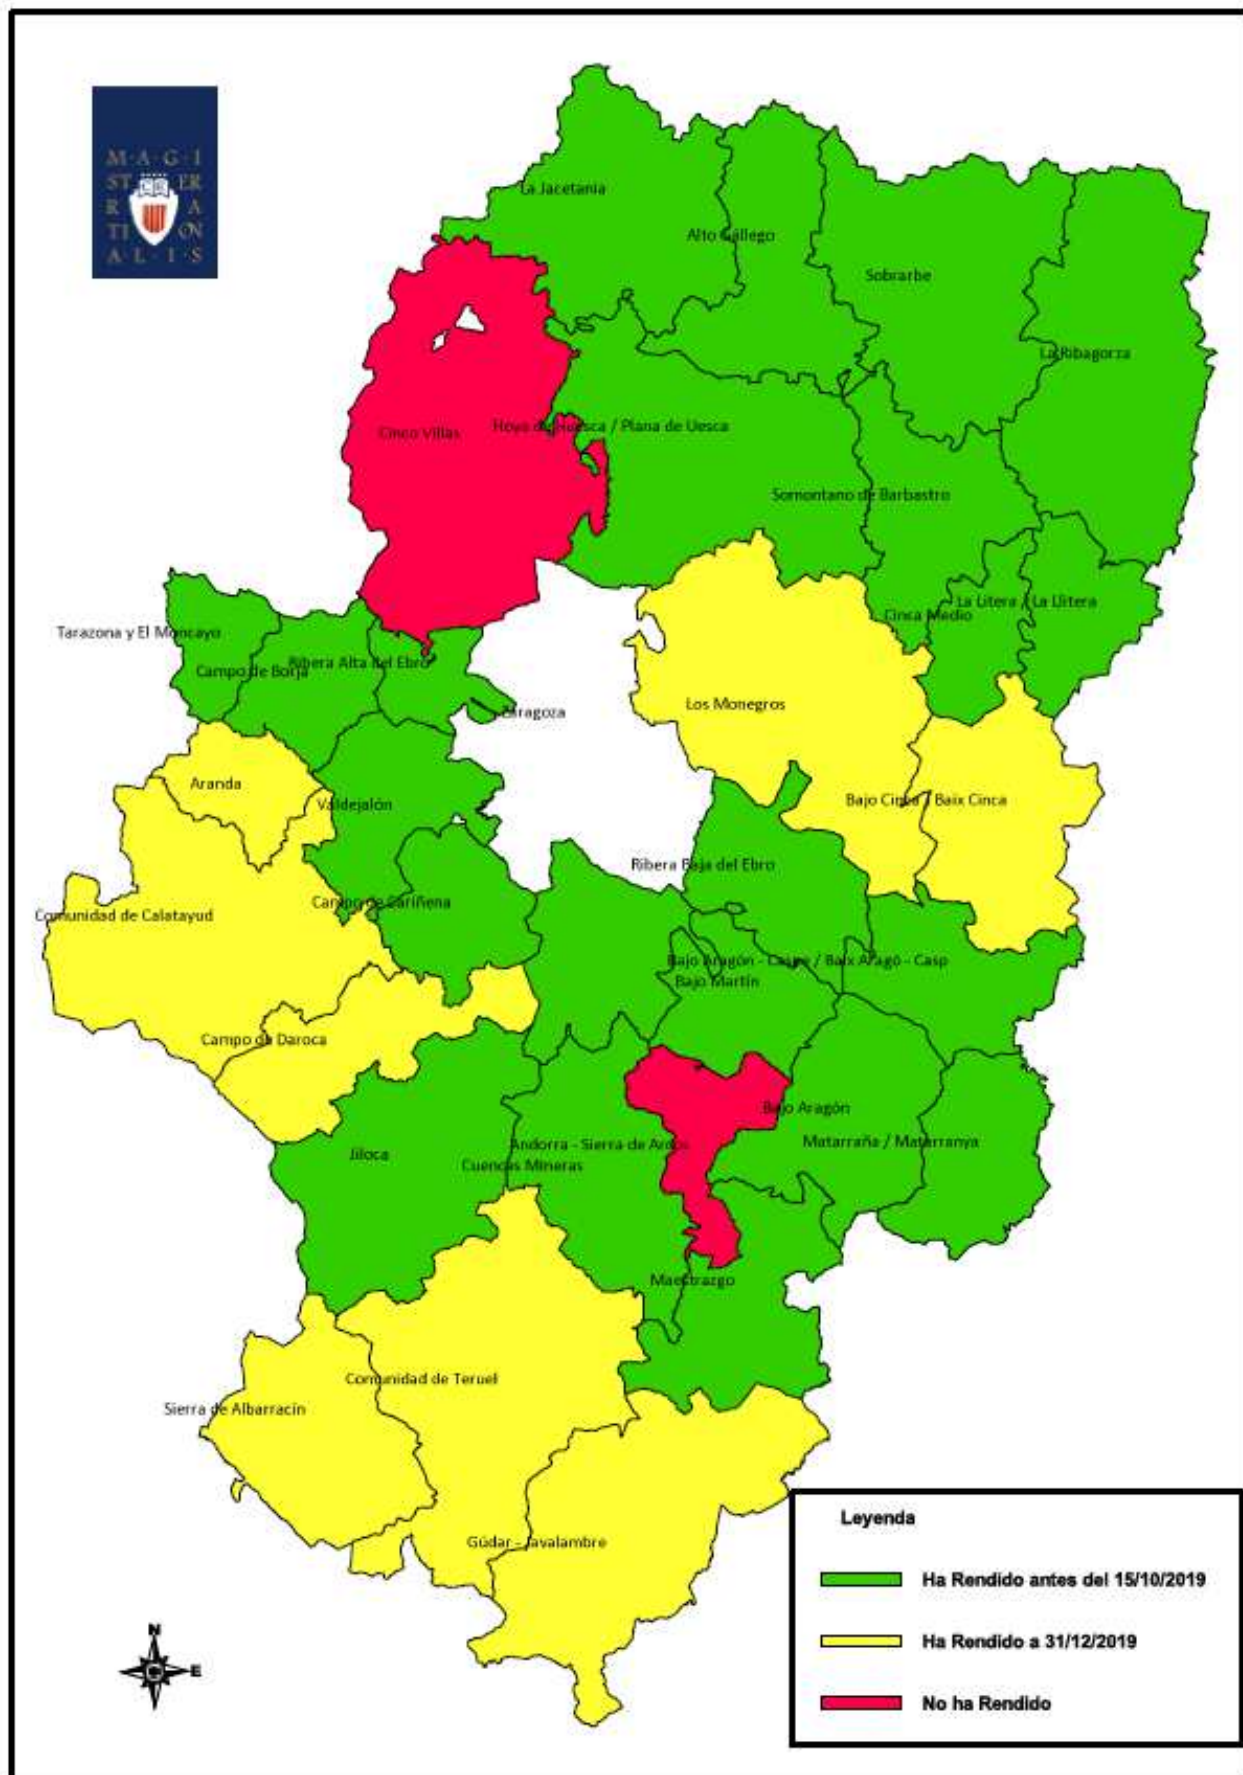 M·A·G·I
ST ER
R A
TI ON
A·L·I·S
La Jacetania
Alto Gállego
Sobrarbe
La Ribagorza
Cinco Villas
Hoya de Huesca / Plana de Uesca
Somontano de Barbastro
Cinca Medio
La Litera / La Llitera
Tarazona y El Moncayo
Campo de Borja
Ribera Alta del Ebro
Zaragoza
Los Monegros
Aranda
Valdejalón
Bajo Cinca / Baix Cinca
Ribera Baja del Ebro
Campo de Cariñena
Comunidad de Calatayud
Bajo Aragón - Caspe / Baix Aragó - Casp
Bajo Martín
Campo de Daroca
Bajo Aragón
Jiloca
Andorra - Sierra de Arcos
Matarraña / Matarranya
Cuencas Mineras
Maestrazgo
Comunidad de Teruel
Sierra de Albarracín
Gúdar - Javalambre
Leyenda
Ha Rendido antes del 15/10/2019
Ha Rendido a 31/12/2019
No ha Rendido
N
E